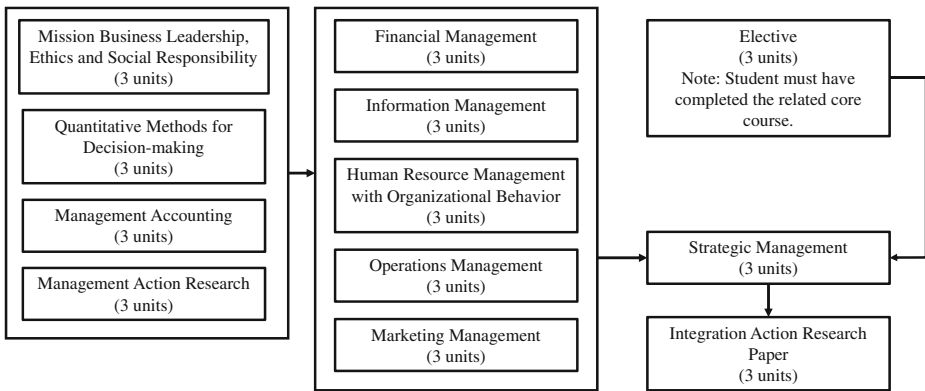 Mission Business Leadership,
Ethics and Social Responsibility
(3 units)
Quantitative Methods for
Decision-making
(3 units)
Management Accounting
(3 units)
Management Action Research
(3 units)
Financial Management
(3 units)
Information Management
(3 units)
Human Resource Management
with Organizational Behavior
(3 units)
Operations Management
(3 units)
Marketing Management
(3 units)
Elective
(3 units)
Note: Student must have
completed the related core
course.
Strategic Management
(3 units)
Integration Action Research
Paper
(3 units)